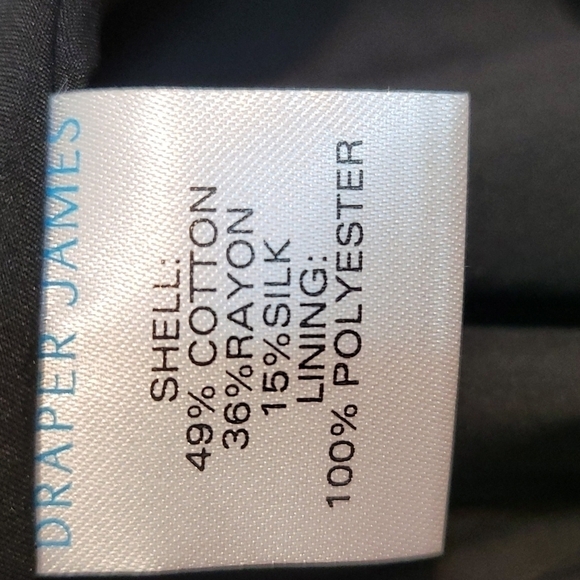 DRAPER JAMES
SHELL:
49% COTTON
36%RAYON
15%SILK
LINING:
100% POLYESTER